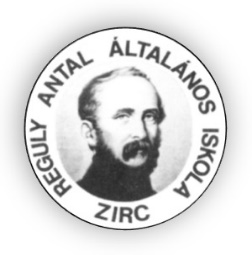 REGULY ANTAL ÁLTALÁNOS ISKOLA
ZIRC